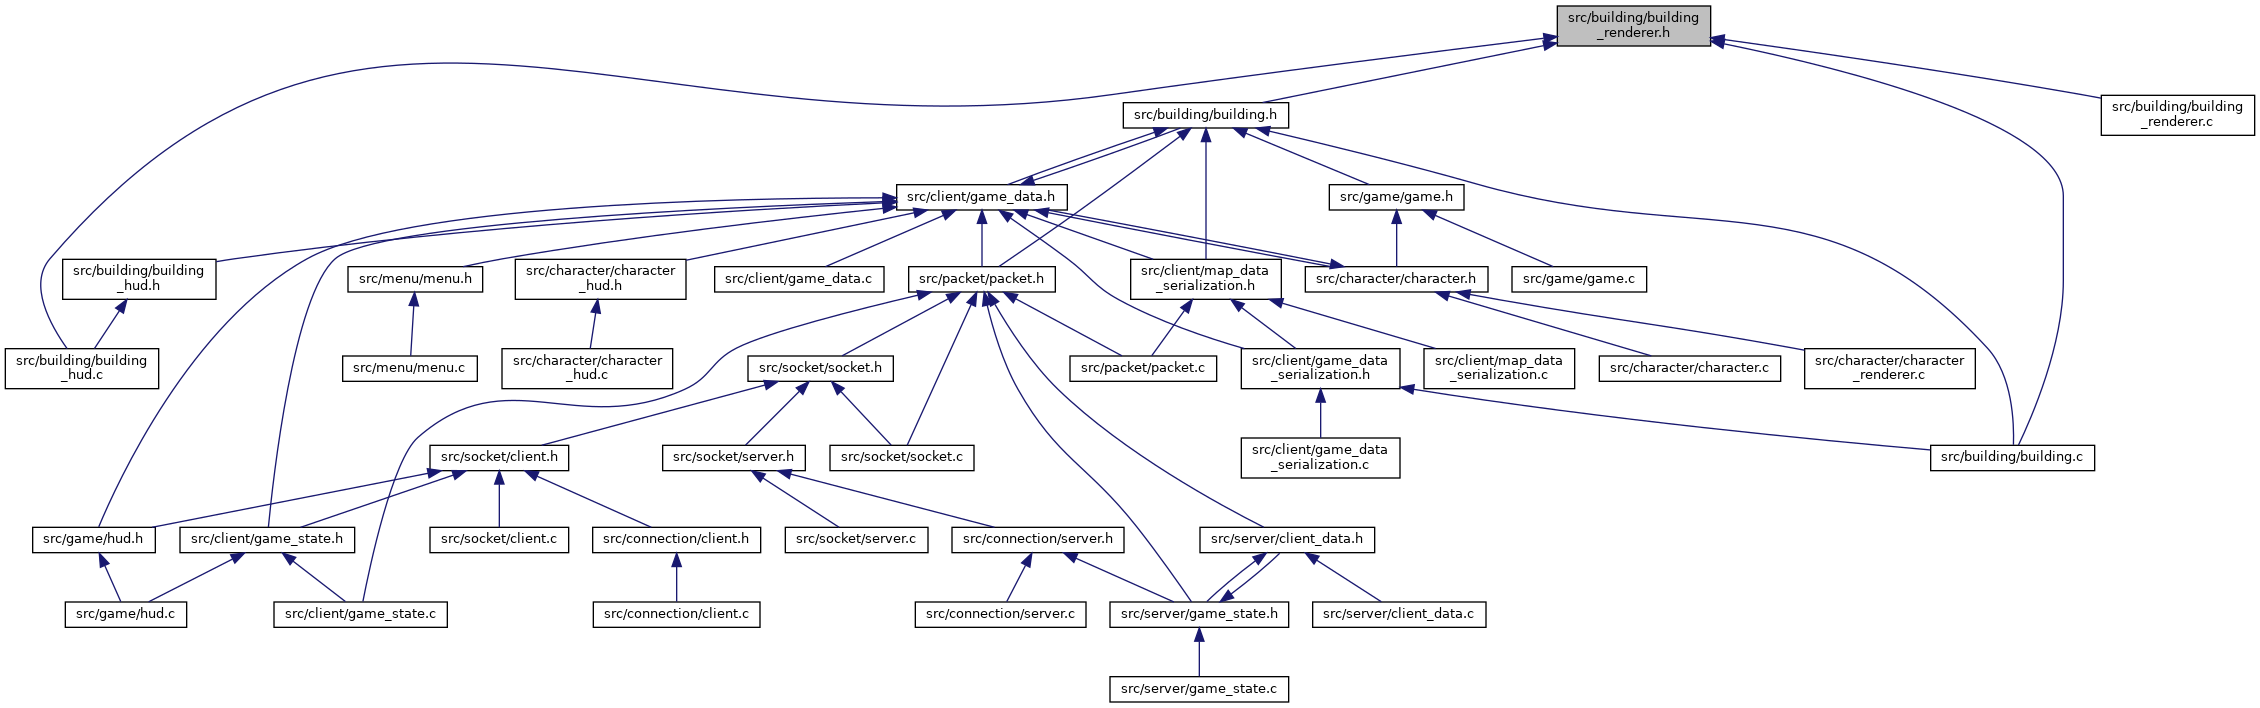 src/building/building
_renderer.h
src/building/building.h
src/building/building
_renderer.c
src/client/game_data.h
src/game/game.h
src/building/building
_hud.h
src/menu/menu.h
src/character/character
_hud.h
src/client/game_data.c
src/packet/packet.h
src/client/map_data
_serialization.h
src/character/character.h
src/game/game.c
src/building/building
_hud.c
src/menu/menu.c
src/character/character
_hud.c
src/socket/socket.h
src/packet/packet.c
src/client/game_data
_serialization.h
src/client/map_data
_serialization.c
src/character/character.c
src/character/character
_renderer.c
src/socket/client.h
src/socket/server.h
src/socket/socket.c
src/client/game_data
_serialization.c
src/building/building.c
src/game/hud.h
src/client/game_state.h
src/socket/client.c
src/connection/client.h
src/socket/server.c
src/connection/server.h
src/server/client_data.h
src/game/hud.c
src/client/game_state.c
src/connection/client.c
src/connection/server.c
src/server/game_state.h
src/server/client_data.c
src/server/game_state.c